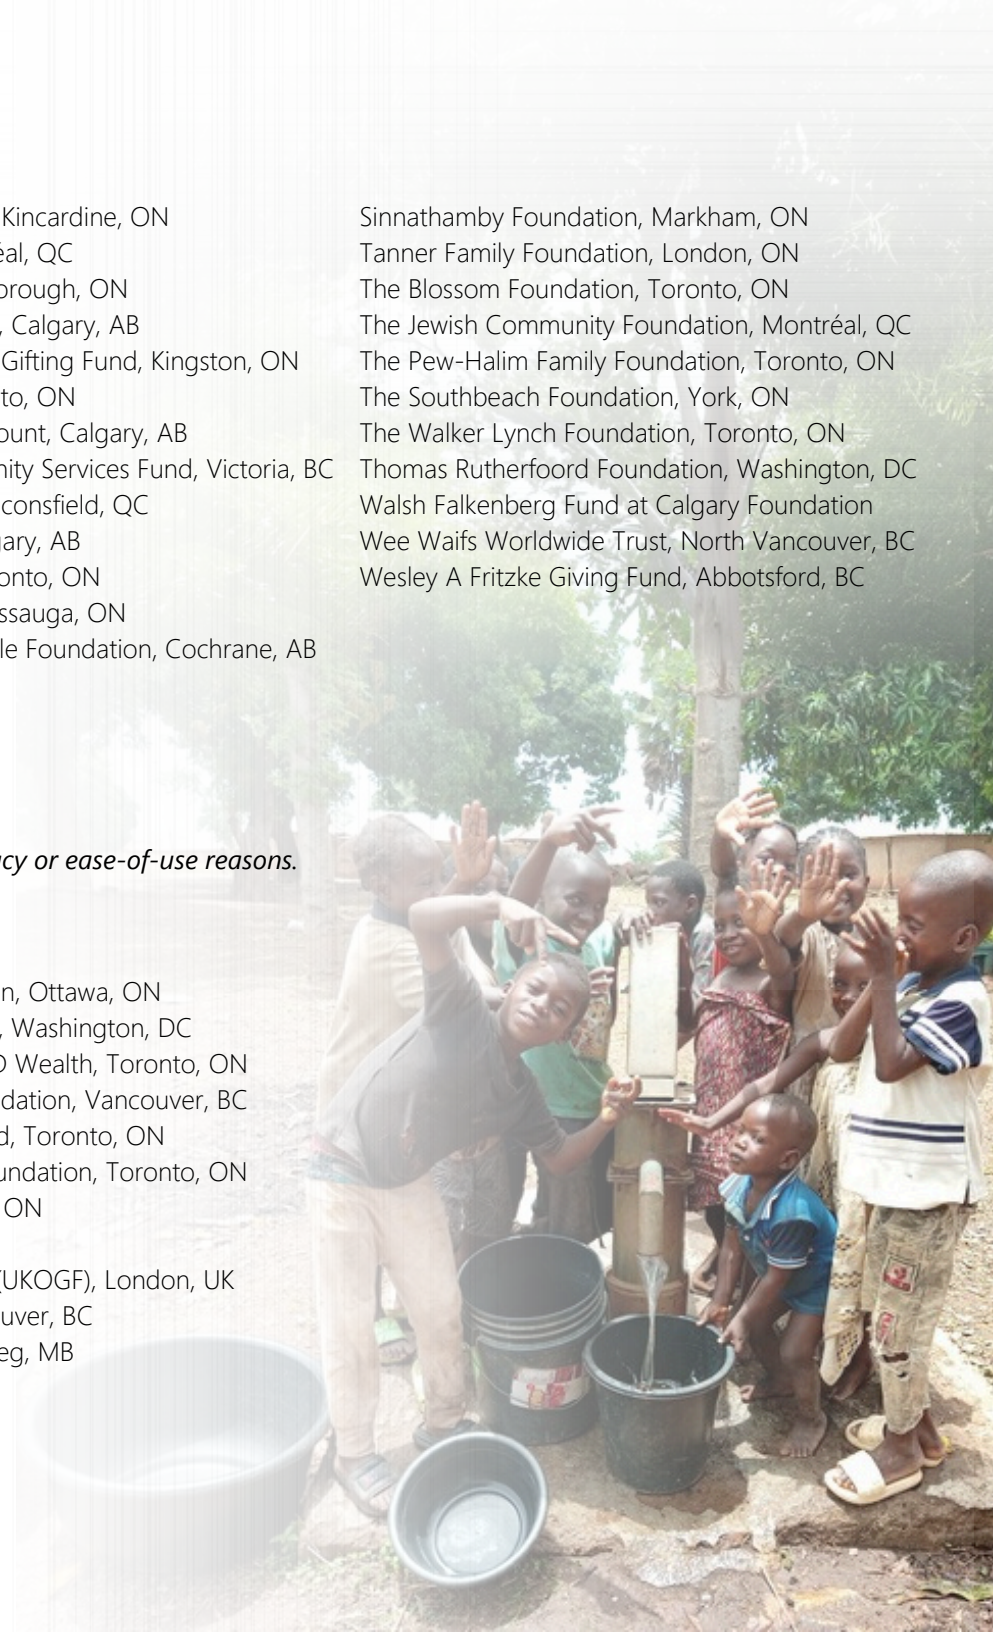 Kincardine, ON
éal, QC
orough, ON
, Calgary, AB
Gifting Fund, Kingston, ON
to, ON
ount, Calgary, AB
nity Services Fund, Victoria, BC
consfield, QC
gary, AB
onto, ON
ssauga, ON
le Foundation, Cochrane, AB
Sinnathamby Foundation, Markham, ON
Tanner Family Foundation, London, ON
The Blossom Foundation, Toronto, ON
The Jewish Community Foundation, Montréal, QC
The Pew-Halim Family Foundation, Toronto, ON
The Southbeach Foundation, York, ON
The Walker Lynch Foundation, Toronto, ON
Thomas Rutherfoord Foundation, Washington, DC
Walsh Falkenberg Fund at Calgary Foundation
Wee Waifs Worldwide Trust, North Vancouver, BC
Wesley A Fritzke Giving Fund, Abbotsford, BC
acy or ease-of-use reasons.
n, Ottawa, ON
, Washington, DC
D Wealth, Toronto, ON
dation, Vancouver, BC
d, Toronto, ON
undation, Toronto, ON
ON
(UKOGF), London, UK
uver, BC
eg, MB